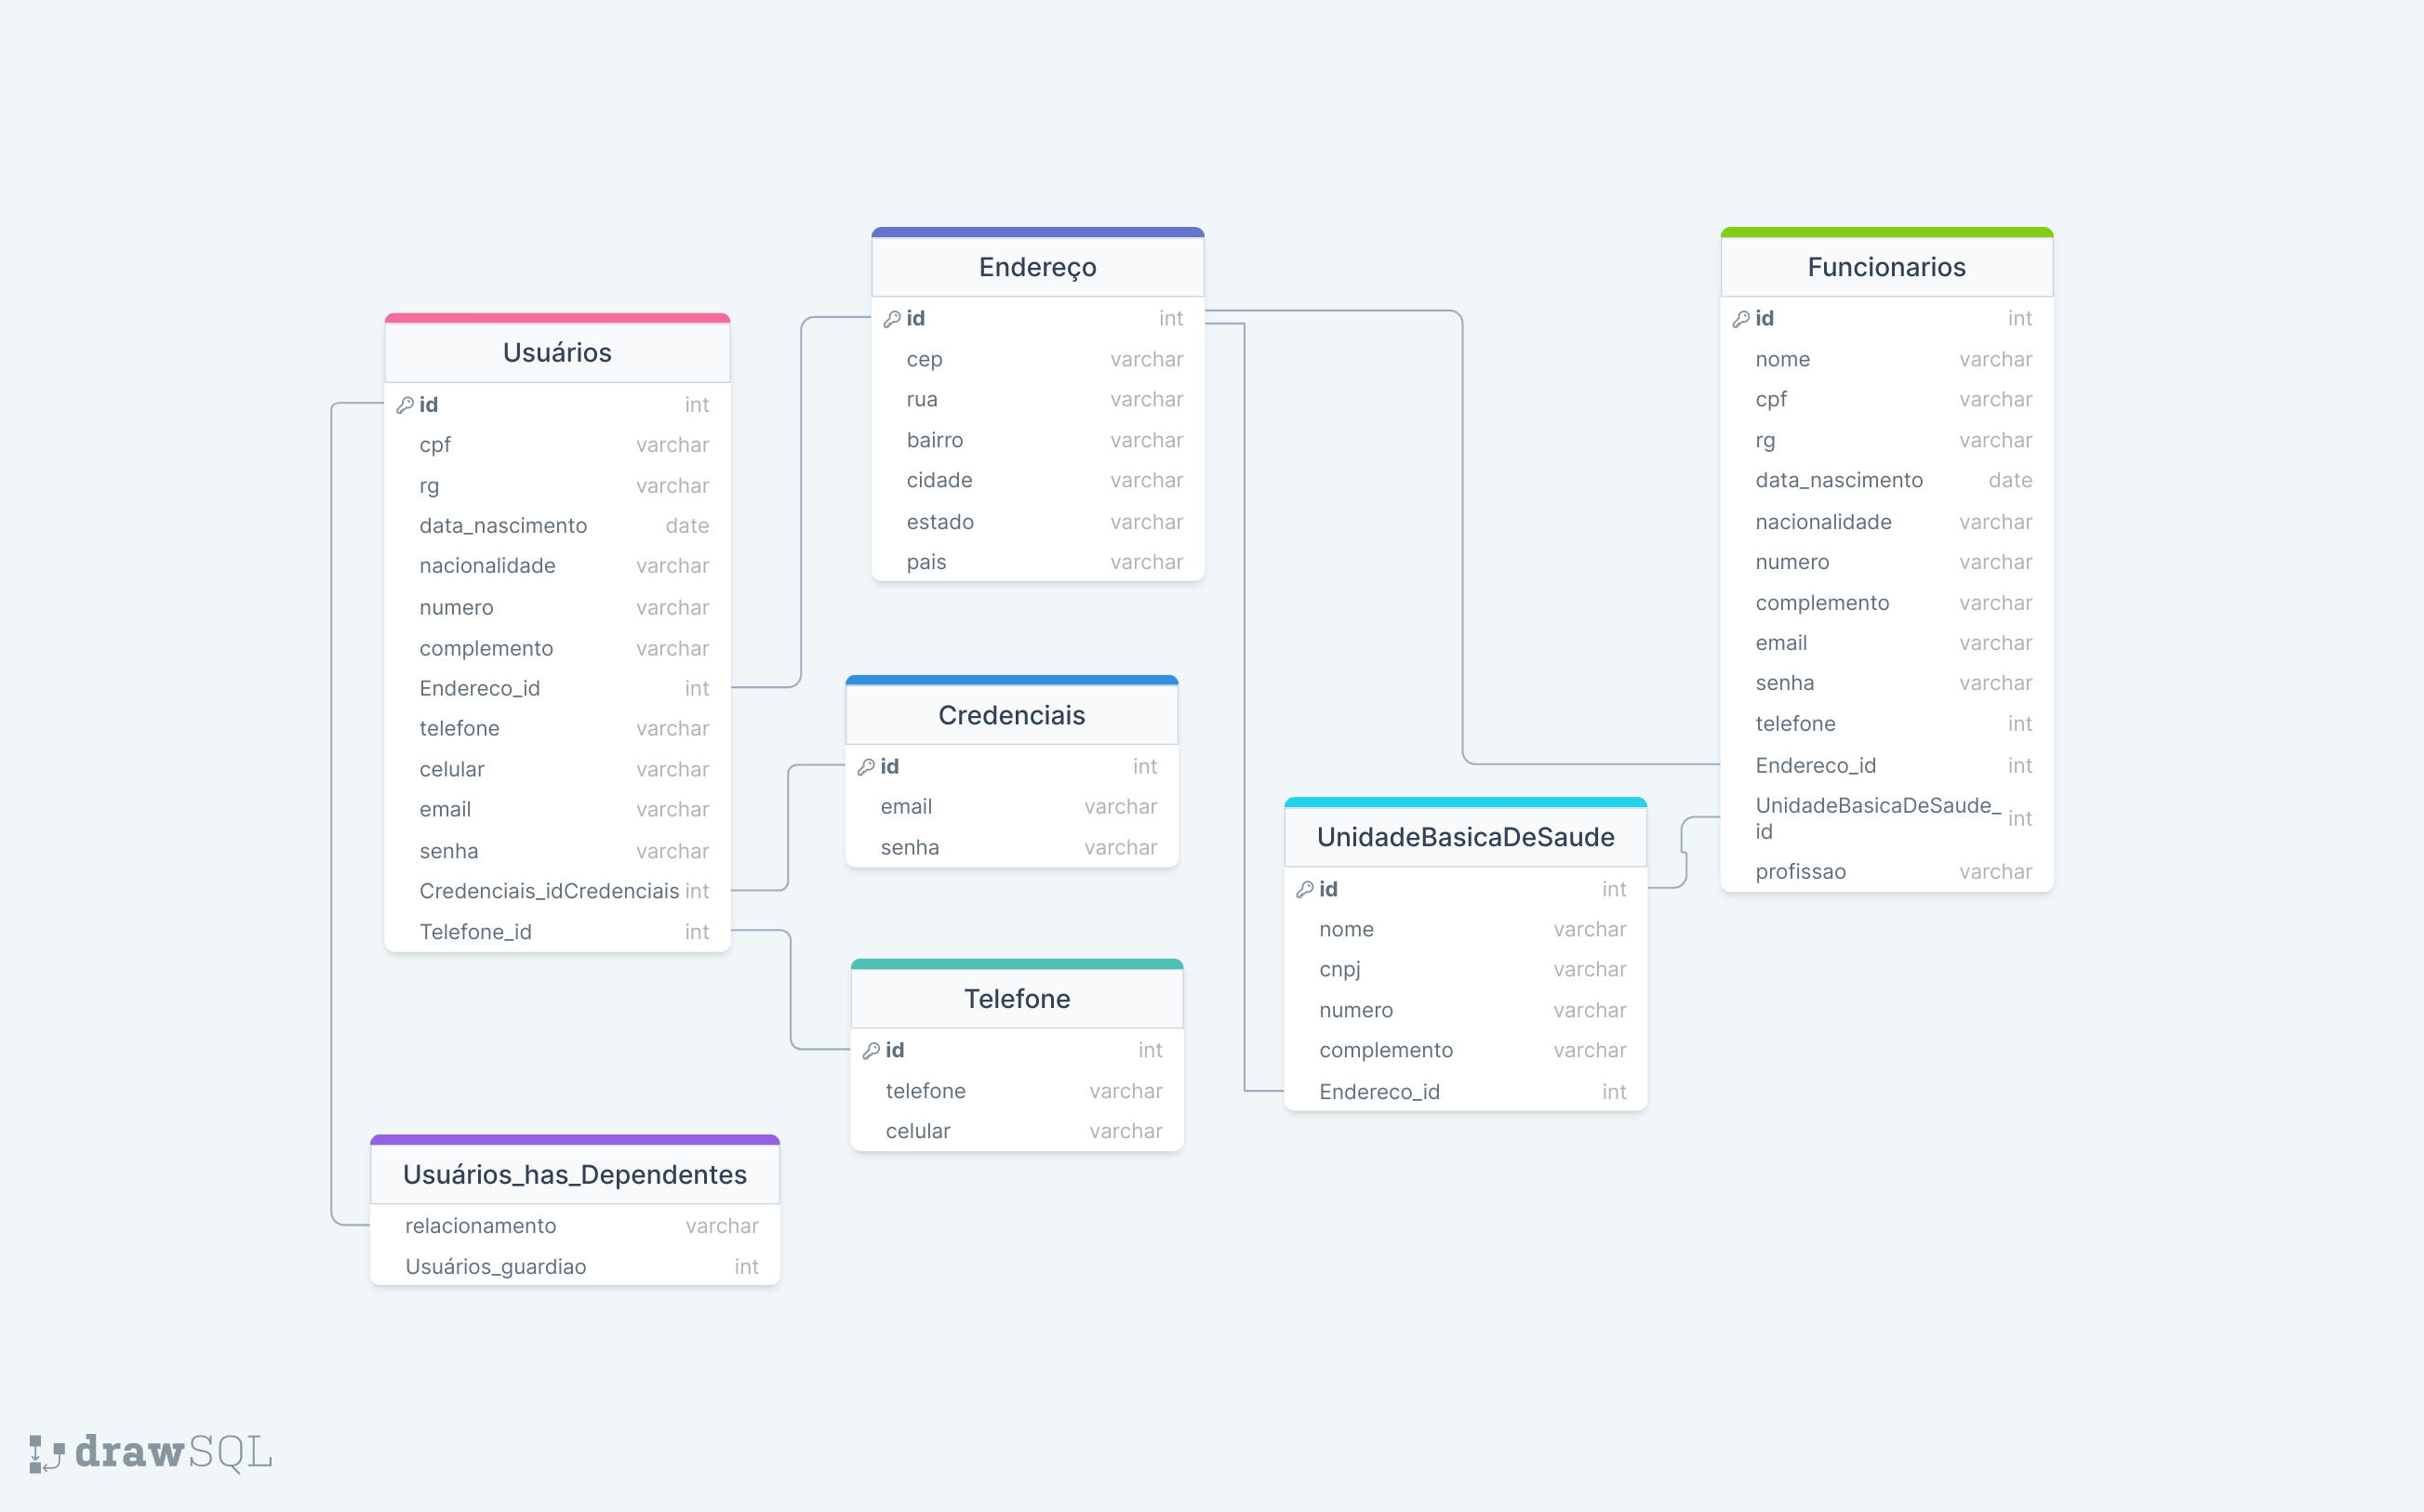 Usuários
id int
cpf varchar
rg varchar
data_nascimento date
nacionalidade varchar
numero varchar
complemento varchar
Endereco_id int
telefone varchar
celular varchar
email varchar
senha varchar
Credenciais_idCredenciais int
Telefone_id int
Usuários_has_Dependentes
relacionamento varchar
Usuários_guardiao int
Endereço
id int
cep varchar
rua varchar
bairro varchar
cidade varchar
estado varchar
pais varchar
Credenciais
id int
email varchar
senha varchar
Telefone
id int
telefone varchar
celular varchar
UnidadeBasicaDeSaude
id int
nome varchar
cnpj varchar
numero varchar
complemento varchar
Endereco_id int
Funcionarios
id int
nome varchar
cpf varchar
rg varchar
data_nascimento date
nacionalidade varchar
numero varchar
complemento varchar
email varchar
senha varchar
telefone int
Endereco_id int
UnidadeBasicaDeSaude_
id int
profissao varchar
drawSQL